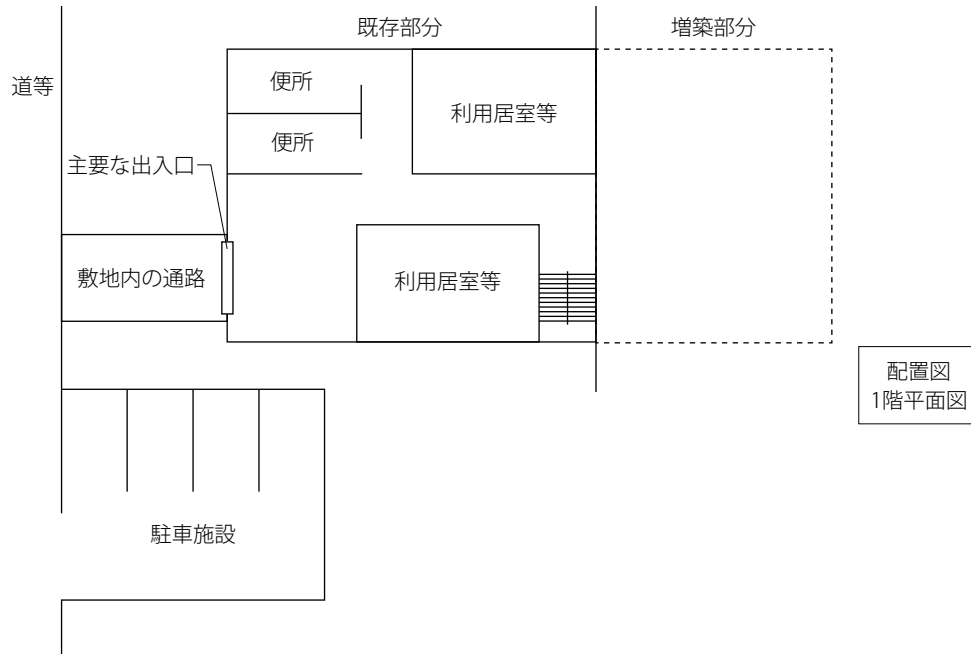 既存部分
増築部分
道等
便所
利用居室等
便所
主要な出入口
敷地内の通路
利用居室等
配置図
1階平面図
駐車施設